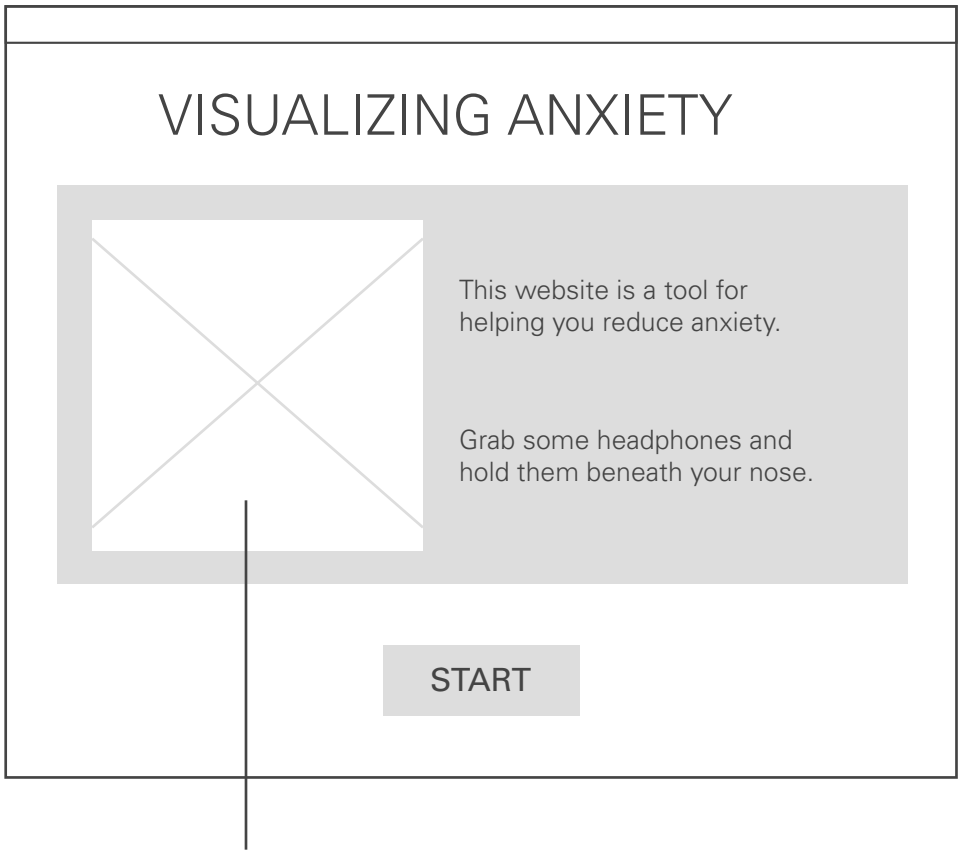 VISUALIZING ANXIETY
This website is a tool for
helping you reduce anxiety.
Grab some headphones and
hold them beneath your nose.
START